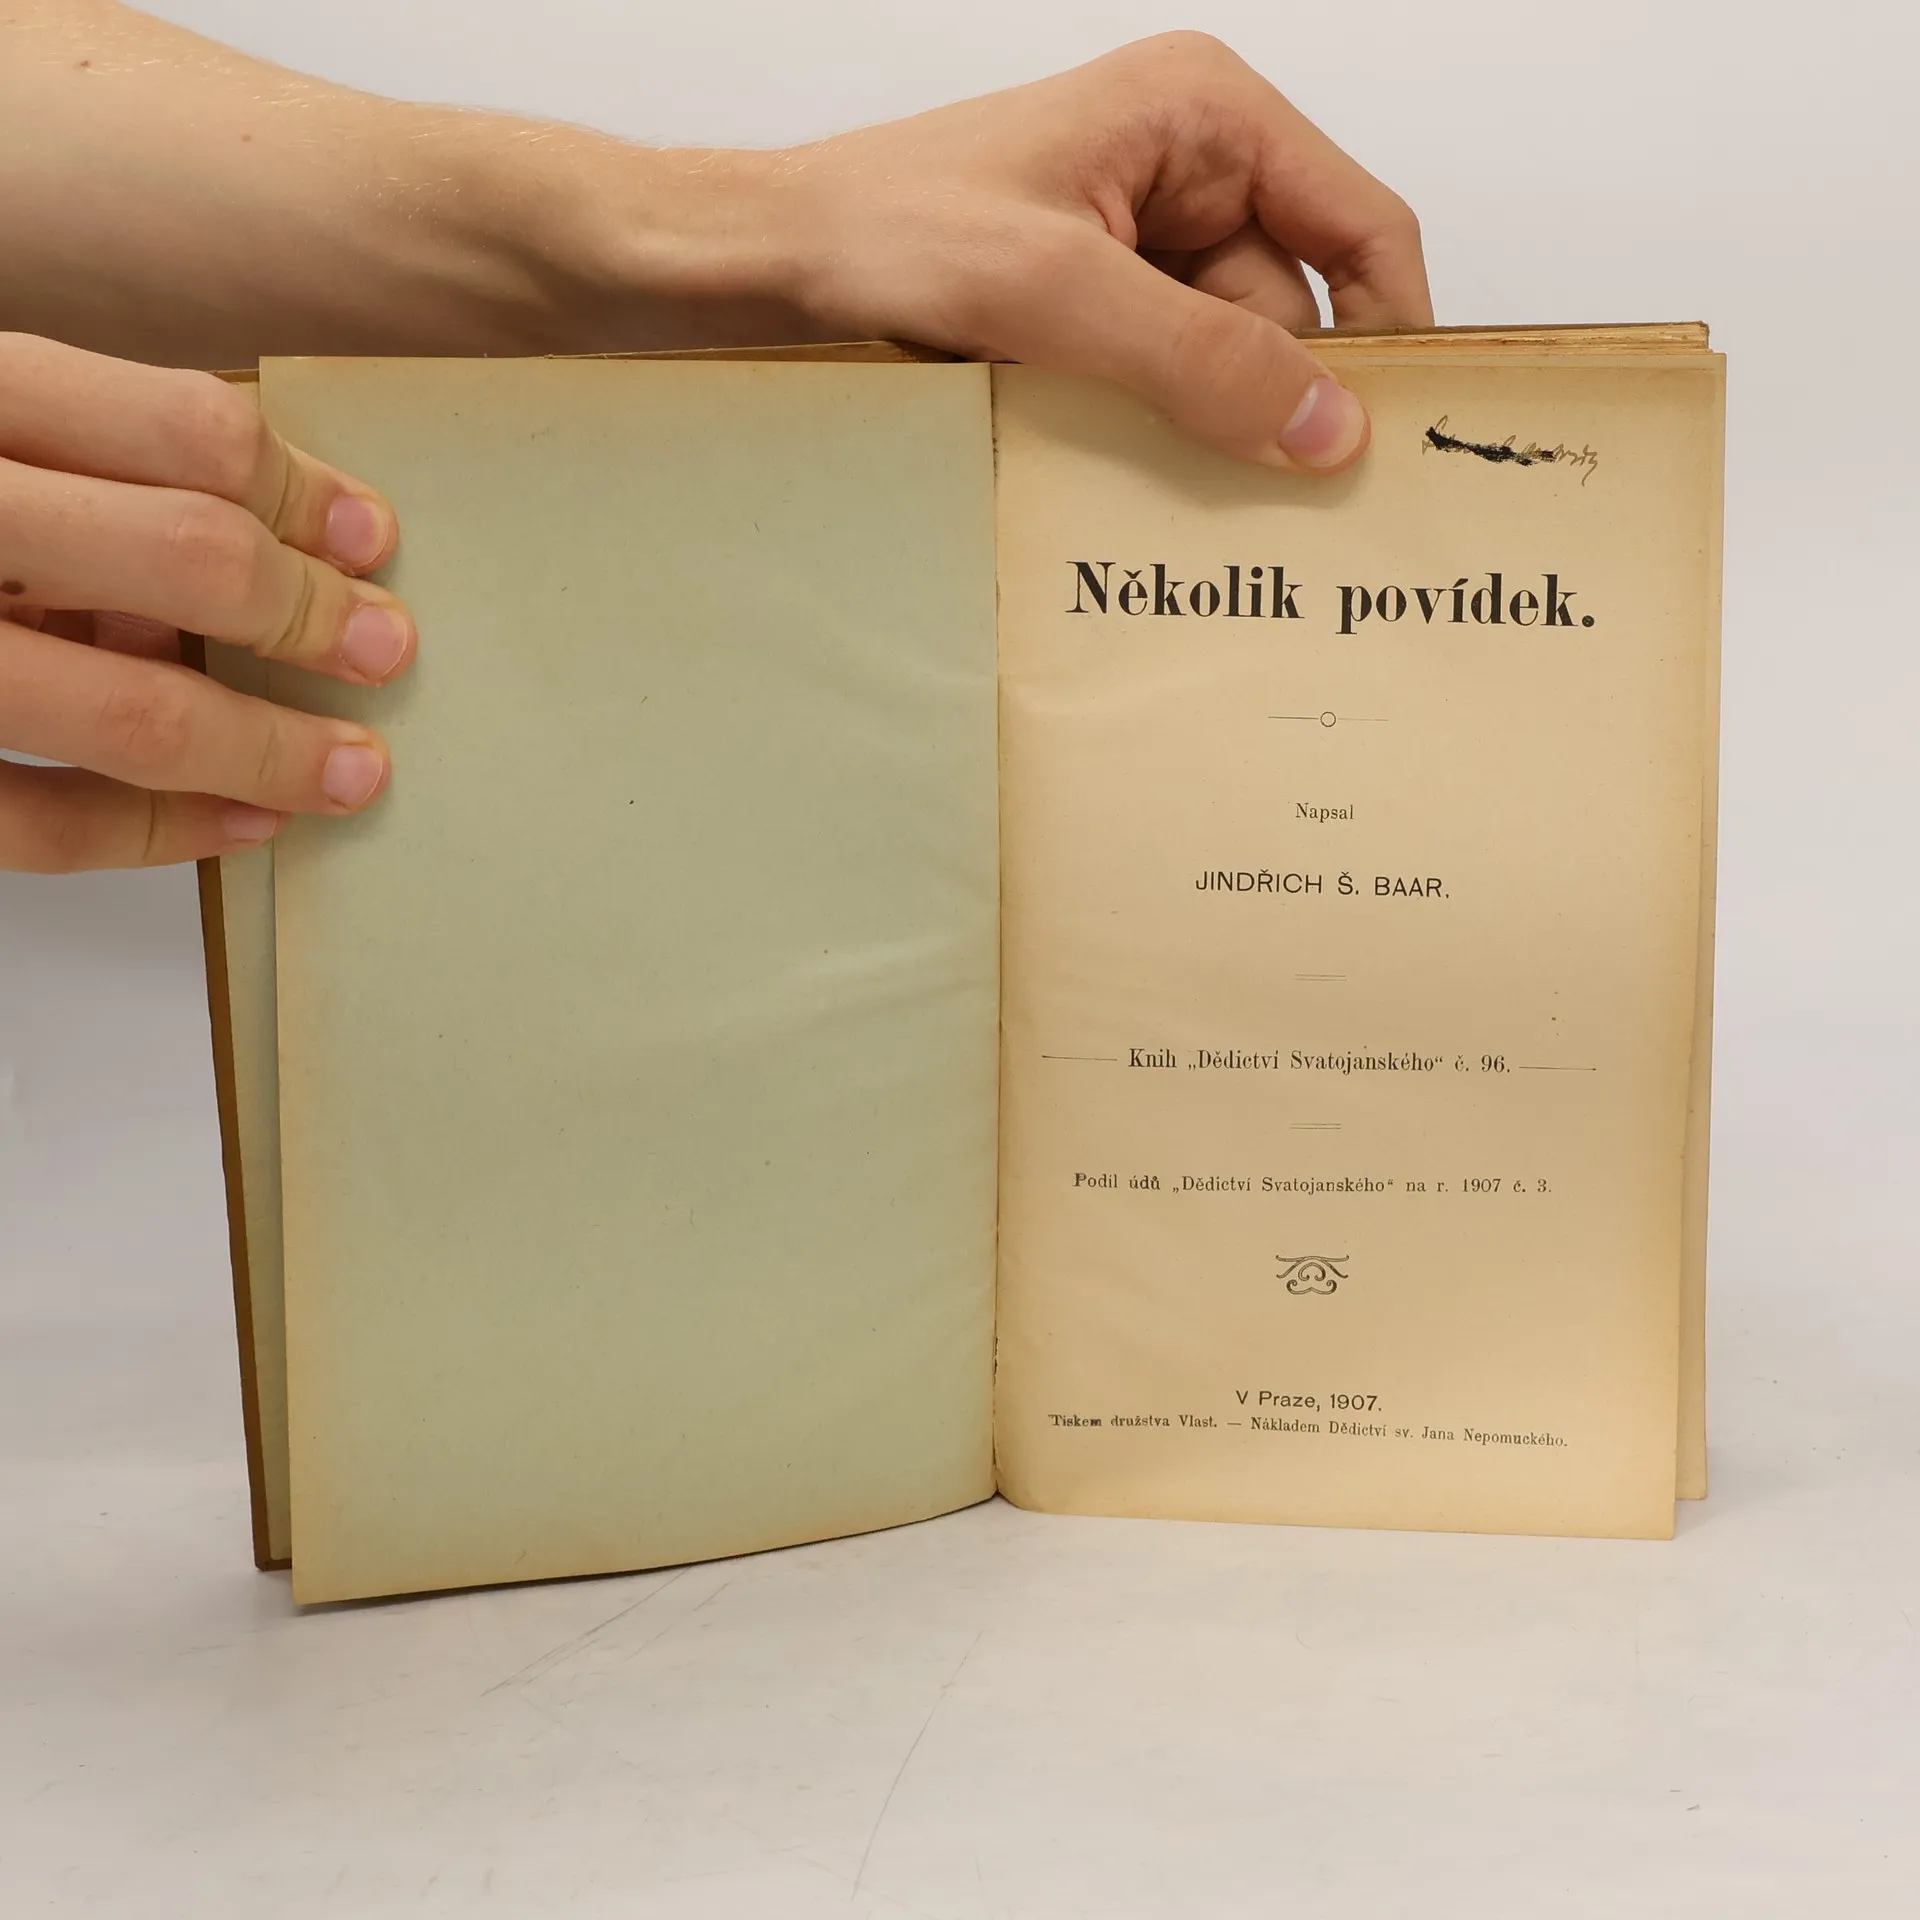 Několik povídek.
Napsal
JINDŘICH Š. BAAR.
Knih „Dědictví Svatojanského“ č. 96.
Podíl údů „Dědictví Svatojanského“ na r. 1907 č. 3.
V Praze, 1907.
Tiskem družstva Vlast. — Nákladem Dědictví sv. Jana Nepomuckého.